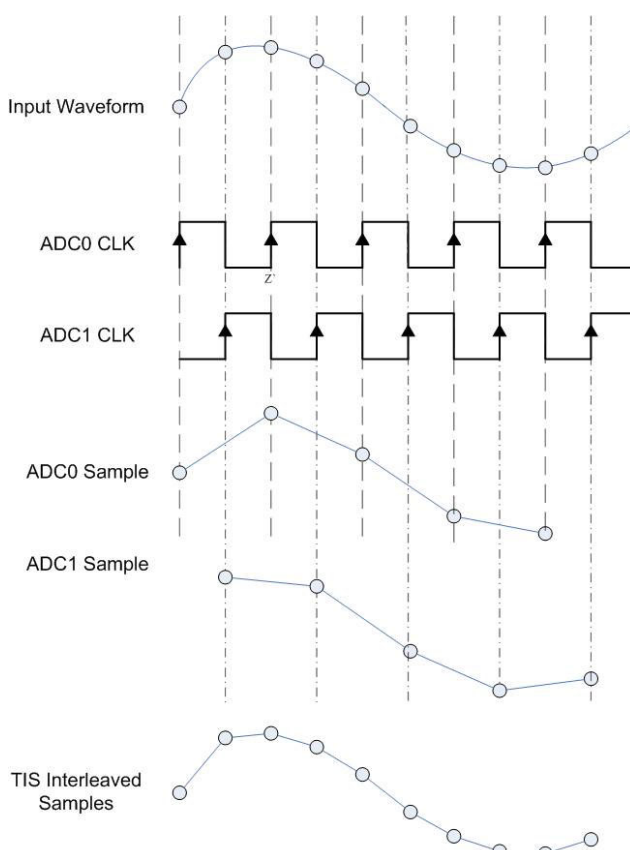 Input Waveform
ADC0 CLK
ADC1 CLK
ADC0 Sample
ADC1 Sample
TIS Interleaved
Samples